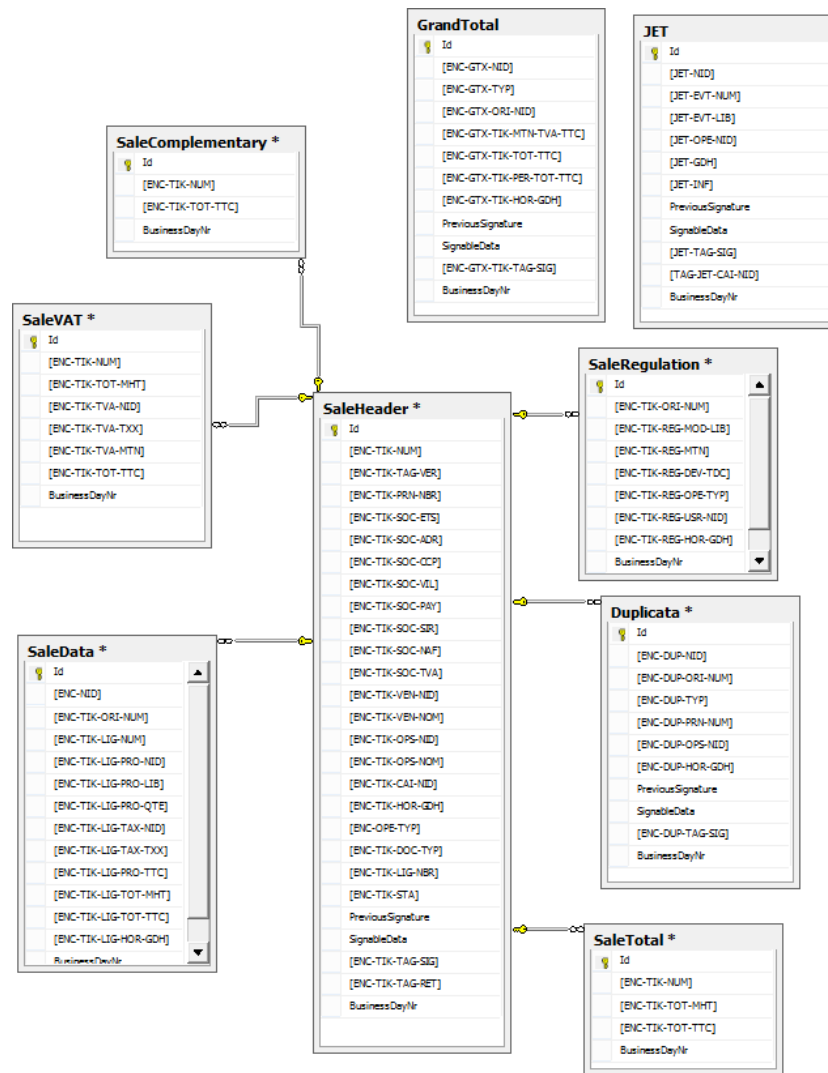 GrandTotal
Id
[ENC-GTX-NID]
[ENC-GTX-TYP]
[ENC-GTX-ORI-NID]
[ENC-GTX-TIK-MTN-TVA-TTC]
[ENC-GTX-TIK-TOT-TTC]
[ENC-GTX-TIK-PER-TOT-TTC]
[ENC-GTX-TIK-HOR-GDH]
PreviousSignature
SignableData
[ENC-GTX-TIK-TAG-SIG]
BusinessDayNr
JET
Id
[JET-NID]
[JET-EVT-NUM]
[JET-EVT-LIB]
[JET-OPE-NID]
[JET-GDH]
[JET-INF]
PreviousSignature
SignableData
[JET-TAG-SIG]
[TAG-JET-CAI-NID]
BusinessDayNr
SaleComplementary *
Id
[ENC-TIK-NUM]
[ENC-TIK-TOT-TTC]
BusinessDayNr
SaleVAT *
Id
[ENC-TIK-NUM]
[ENC-TIK-TOT-MHT]
[ENC-TIK-TVA-NID]
[ENC-TIK-TVA-TXX]
[ENC-TIK-TVA-MTN]
[ENC-TIK-TOT-TTC]
BusinessDayNr
SaleHeader *
Id
[ENC-TIK-NUM]
[ENC-TIK-TAG-VER]
[ENC-TIK-PRN-NBR]
[ENC-TIK-SOC-ETS]
[ENC-TIK-SOC-ADR]
[ENC-TIK-SOC-CCP]
[ENC-TIK-SOC-VIL]
[ENC-TIK-SOC-PAY]
[ENC-TIK-SOC-SIR]
[ENC-TIK-SOC-NAF]
[ENC-TIK-SOC-TVA]
[ENC-TIK-VEN-NID]
[ENC-TIK-VEN-NOM]
[ENC-TIK-OPS-NID]
[ENC-TIK-OPS-NOM]
[ENC-TIK-CAI-NID]
[ENC-TIK-HOR-GDH]
[ENC-OPE-TYP]
[ENC-TIK-DOC-TYP]
[ENC-TIK-LIG-NBR]
[ENC-TIK-STA]
PreviousSignature
SignableData
[ENC-TIK-TAG-SIG]
[ENC-TIK-TAG-RET]
BusinessDayNr
SaleRegulation *
Id
[ENC-TIK-ORI-NUM]
[ENC-TIK-REG-MOD-LIB]
[ENC-TIK-REG-MTN]
[ENC-TIK-REG-DEV-TDC]
[ENC-TIK-REG-OPE-TYP]
[ENC-TIK-REG-USR-NID]
[ENC-TIK-REG-HOR-GDH]
BusinessDayNr
SaleData *
Id
[ENC-NID]
[ENC-TIK-ORI-NUM]
[ENC-TIK-LIG-NUM]
[ENC-TIK-LIG-PRO-NID]
[ENC-TIK-LIG-PRO-LIB]
[ENC-TIK-LIG-PRO-QTE]
[ENC-TIK-LIG-TAX-NID]
[ENC-TIK-LIG-TAX-TXX]
[ENC-TIK-LIG-PRO-TTC]
[ENC-TIK-LIG-TOT-MHT]
[ENC-TIK-LIG-TOT-TTC]
[ENC-TIK-LIG-HOR-GDH]
BusinessDayNr
Duplicata *
Id
[ENC-DUP-NID]
[ENC-DUP-ORI-NUM]
[ENC-DUP-TYP]
[ENC-DUP-PRN-NUM]
[ENC-DUP-OPS-NID]
[ENC-DUP-HOR-GDH]
PreviousSignature
SignableData
[ENC-DUP-TAG-SIG]
BusinessDayNr
SaleTotal *
Id
[ENC-TIK-NUM]
[ENC-TIK-TOT-MHT]
[ENC-TIK-TOT-TTC]
BusinessDayNr